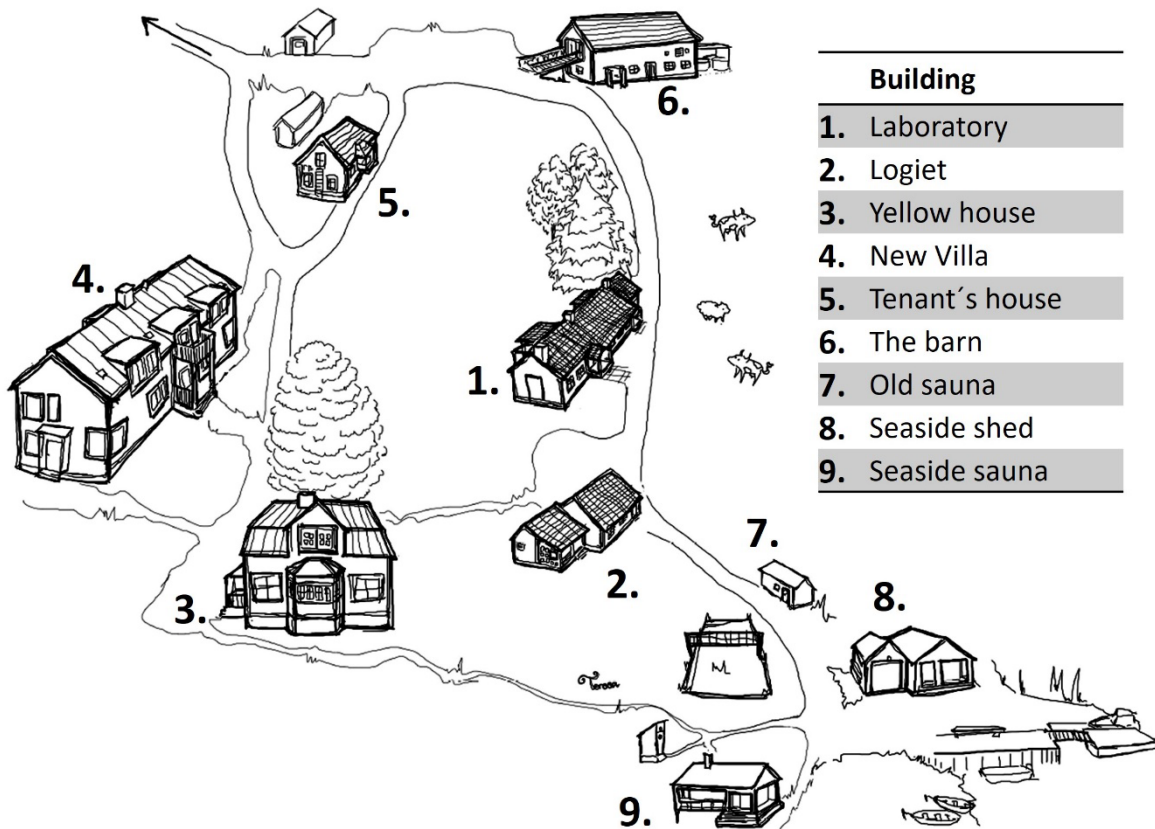 Building
1. Laboratory
2. Logiet
3. Yellow house
4. New Villa
5. Tenant´s house
6. The barn
7. Old sauna
8. Seaside shed
9. Seaside sauna
6.
5.
4.
1.
7.
2.
8.
3.
9.